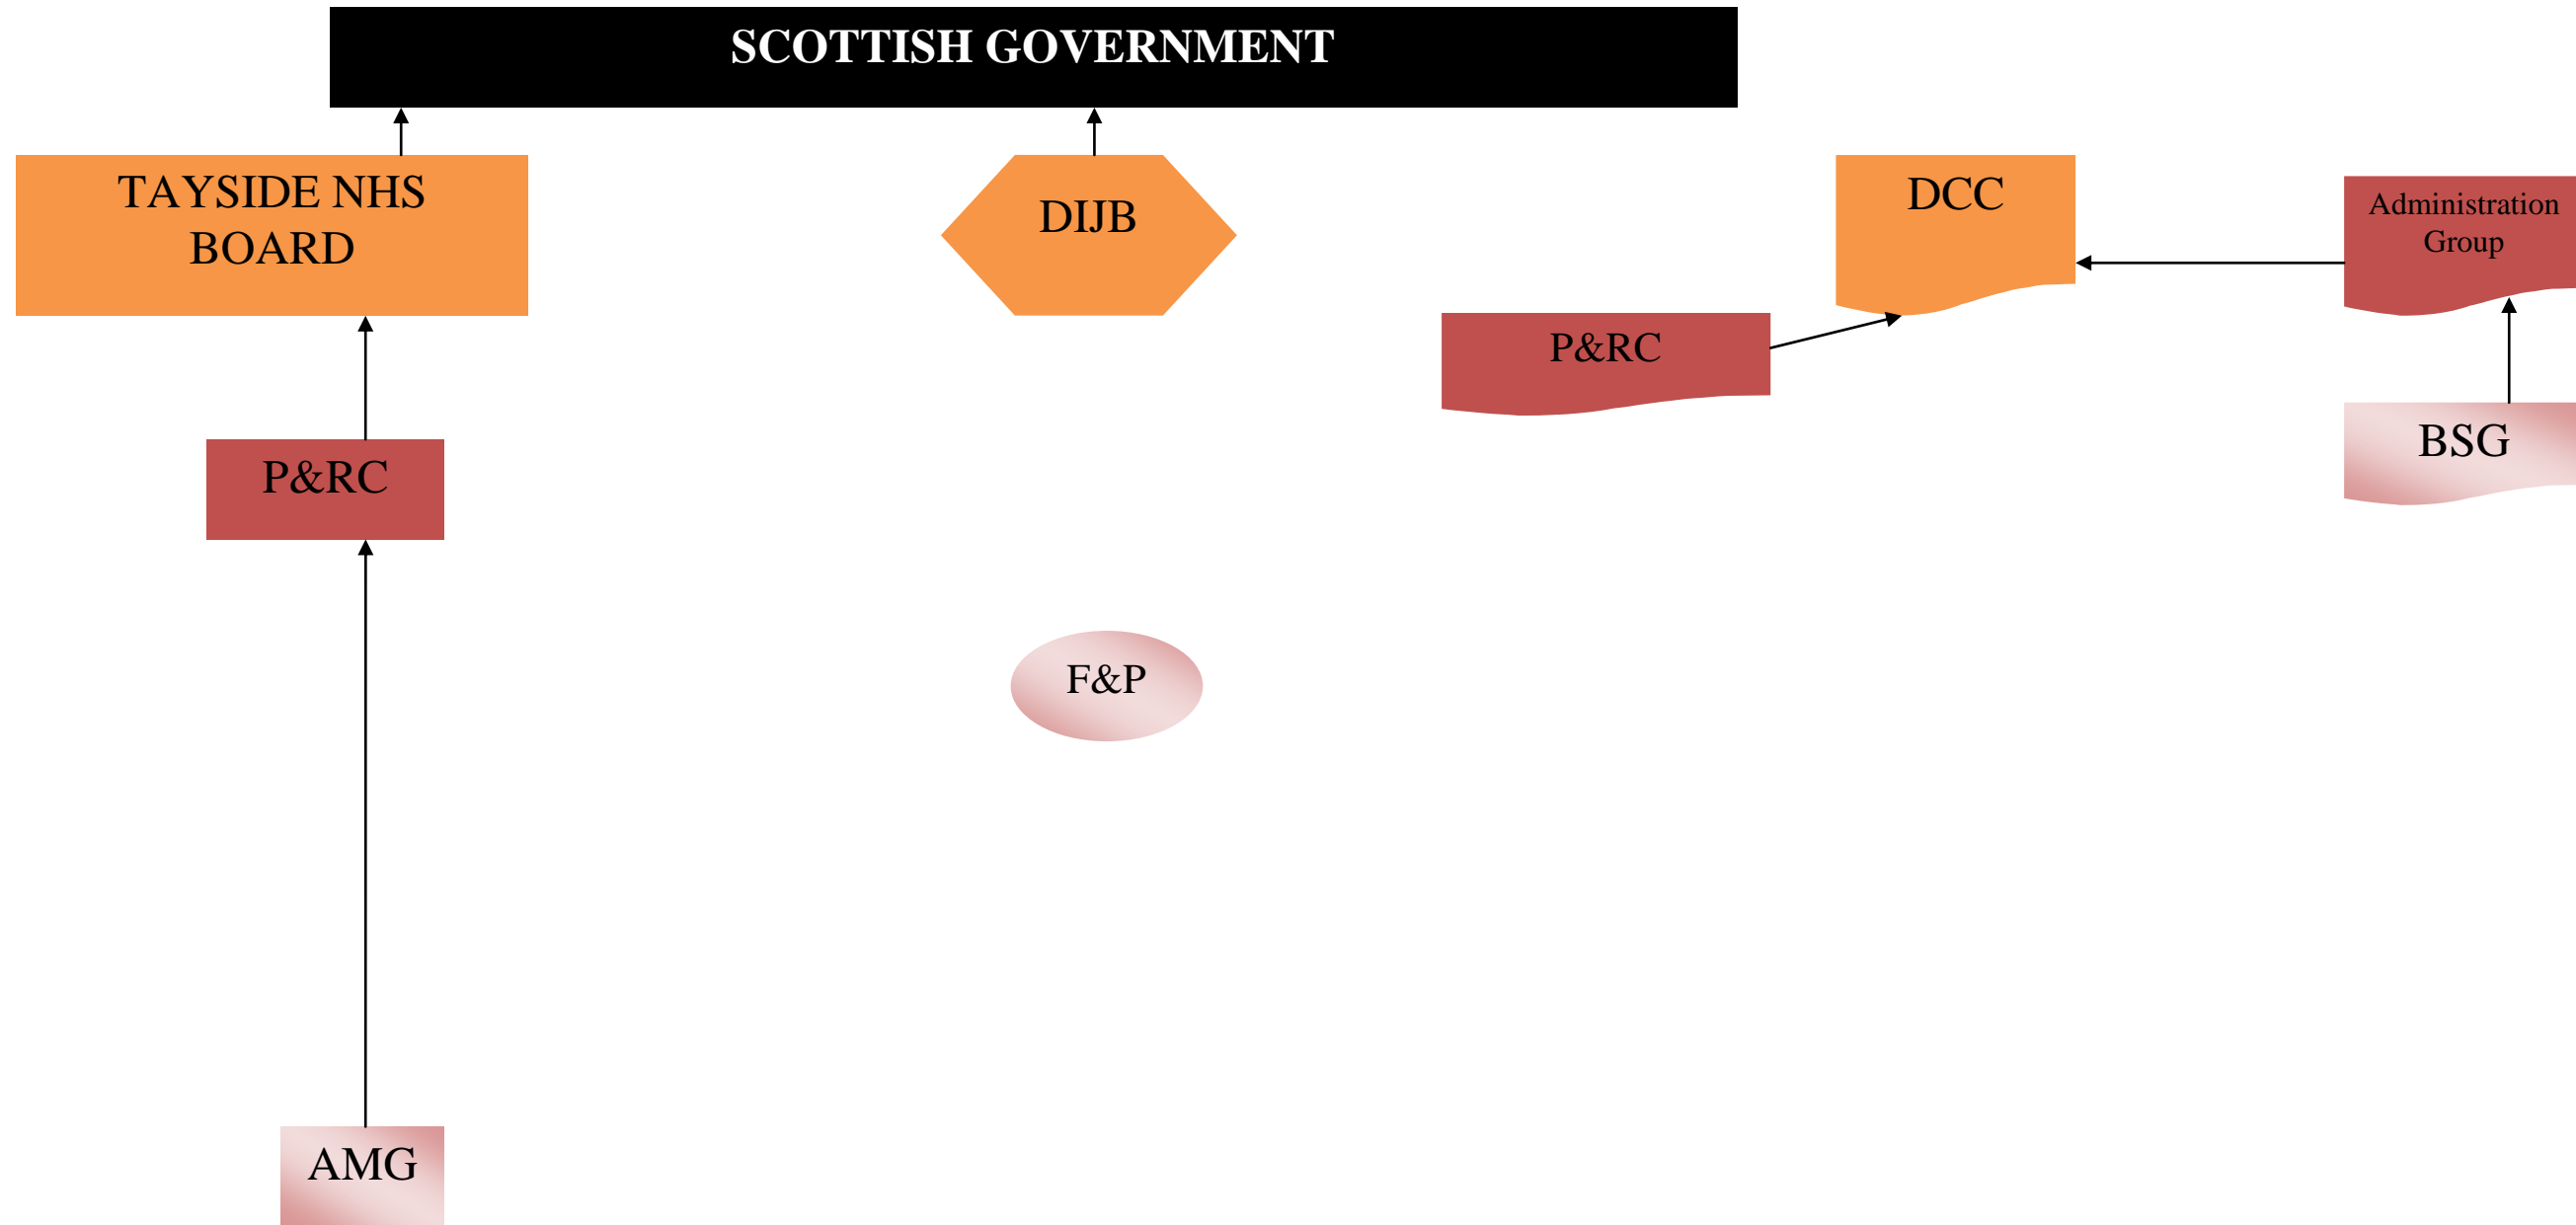 SCOTTISH GOVERNMENT
TAYSIDE NHS
BOARD
DIJB
DCC
Administration
Group
P&RC
BSG
P&RC
F&P
AMG